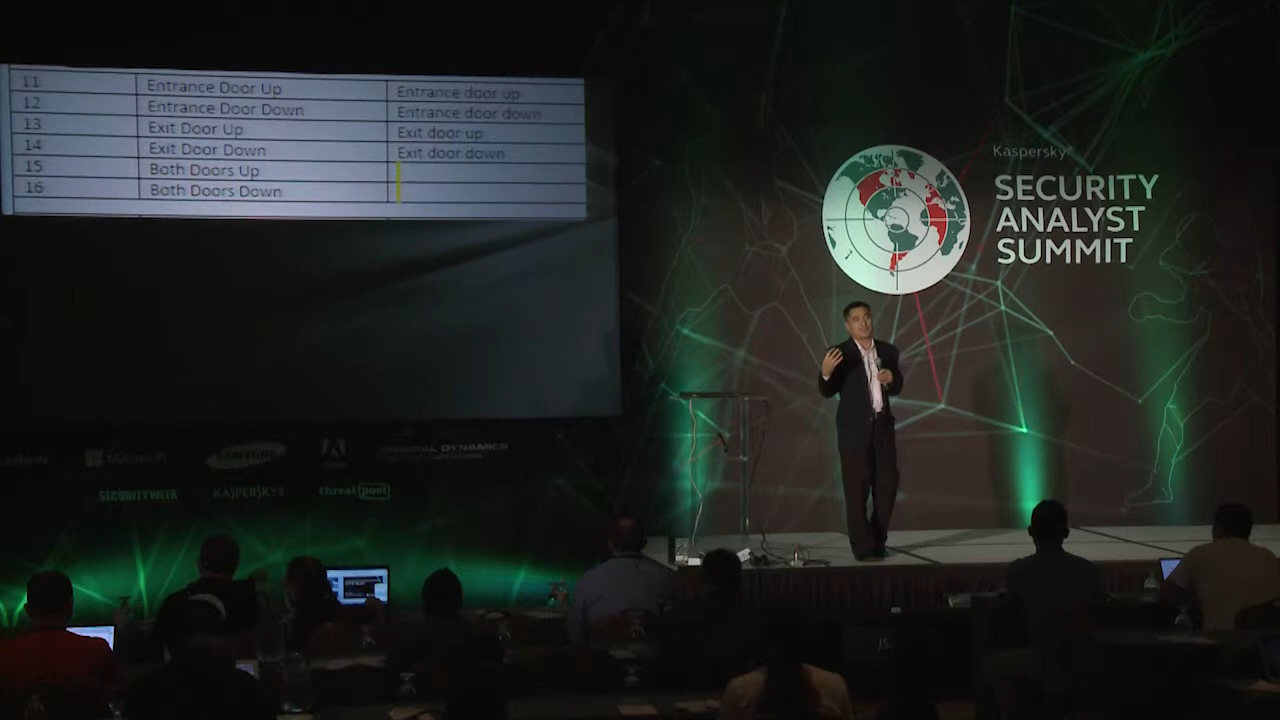 11 Entrance Door Up Entrance door up
12 Entrance Door Down Entrance door down
13 Exit Door Up Exit door up
14 Exit Door Down Exit door down
15 Both Doors Up
16 Both Doors Down
Kaspersky
SECURITY
ANALYST
SUMMIT
SAMSUNG
GENERAL DYNAMICS
SECURITYWEEK
KASPERSKY
threatpost